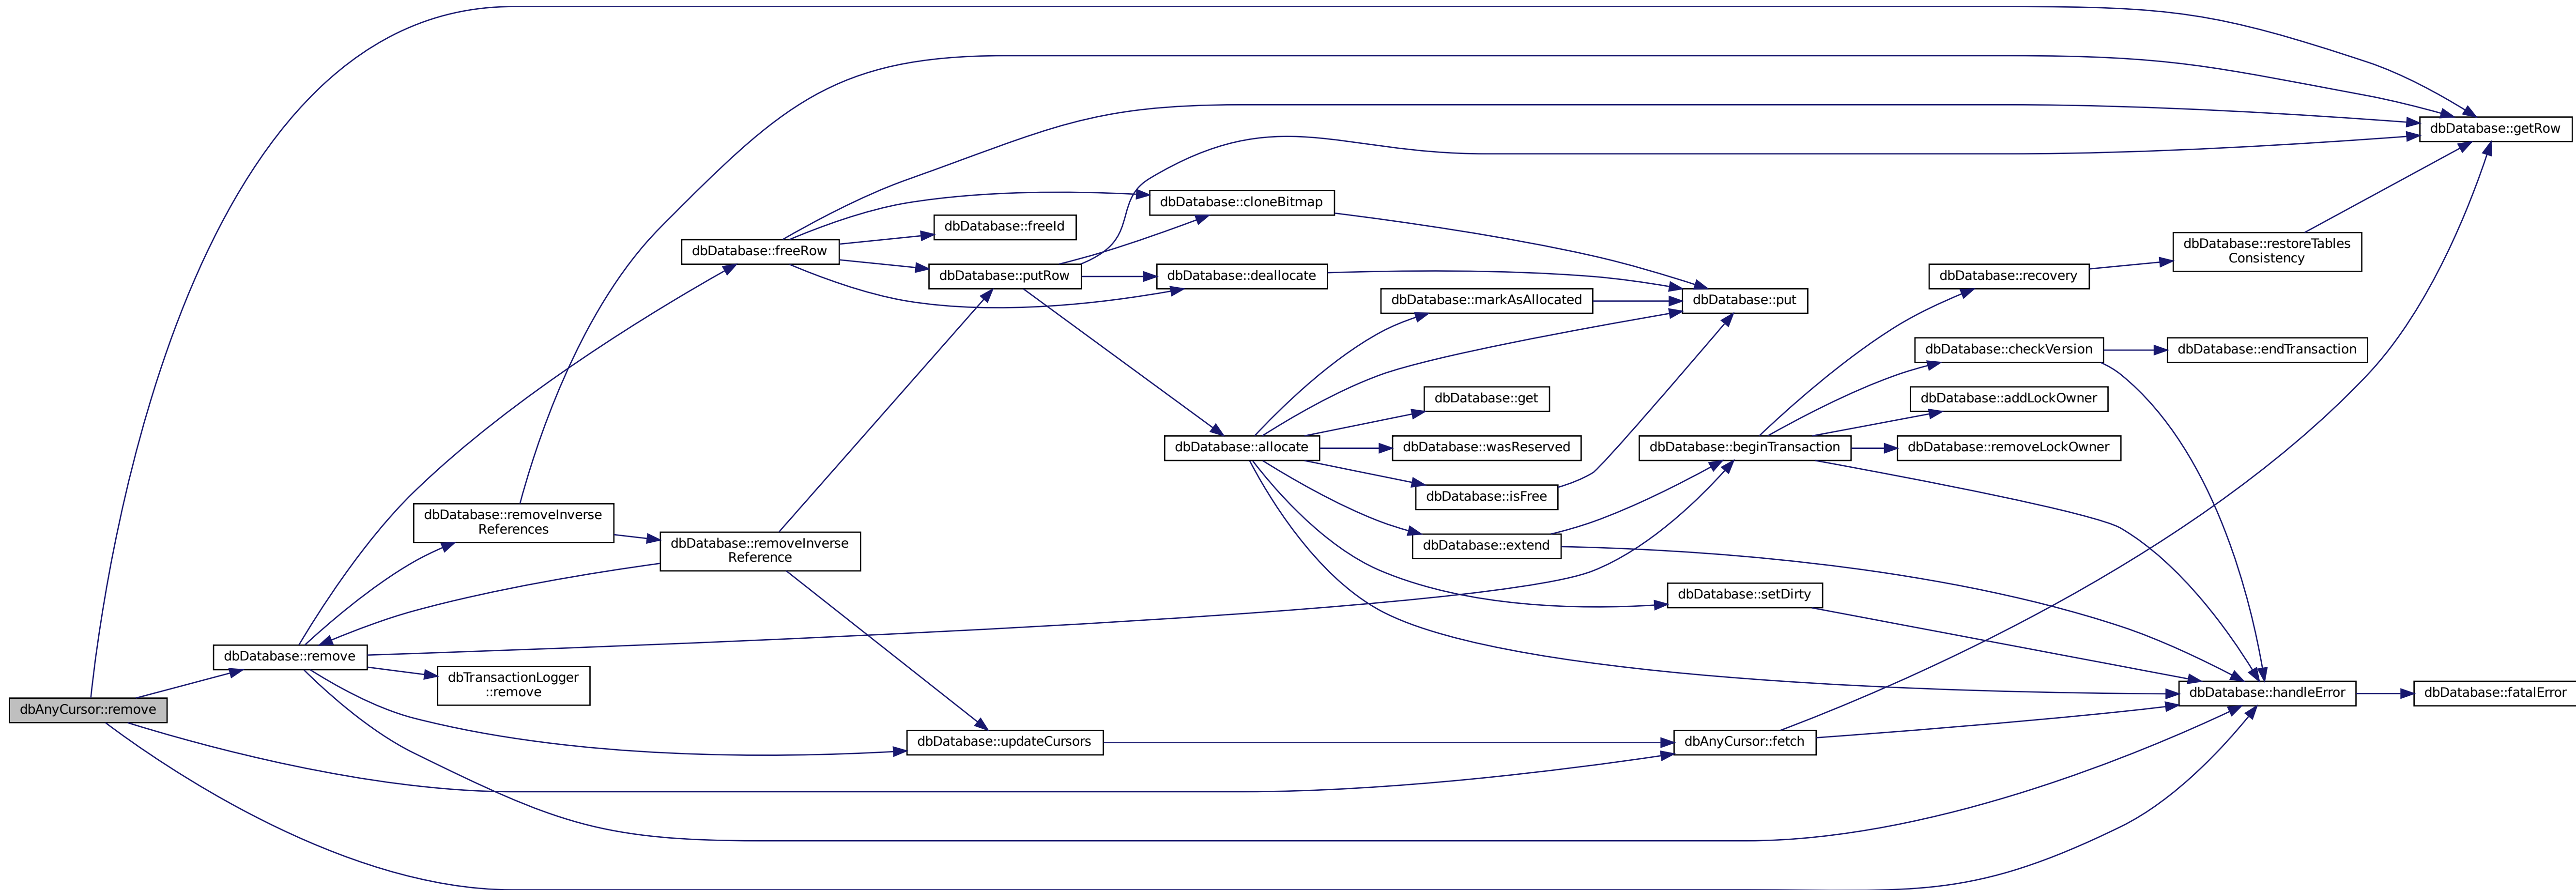 dbDatabase::getRow
dbDatabase::cloneBitmap
dbDatabase::freeId
dbDatabase::freeRow
dbDatabase::restoreTables
Consistency
dbDatabase::putRow
dbDatabase::deallocate
dbDatabase::recovery
dbDatabase::markAsAllocated
dbDatabase::put
dbDatabase::checkVersion
dbDatabase::endTransaction
dbDatabase::get
dbDatabase::addLockOwner
dbDatabase::allocate
dbDatabase::wasReserved
dbDatabase::beginTransaction
dbDatabase::removeLockOwner
dbDatabase::isFree
dbDatabase::removeInverse
References
dbDatabase::removeInverse
Reference
dbDatabase::extend
dbDatabase::setDirty
dbDatabase::remove
dbTransactionLogger
::remove
dbDatabase::handleError
dbDatabase::fatalError
dbAnyCursor::remove
dbDatabase::updateCursors
dbAnyCursor::fetch